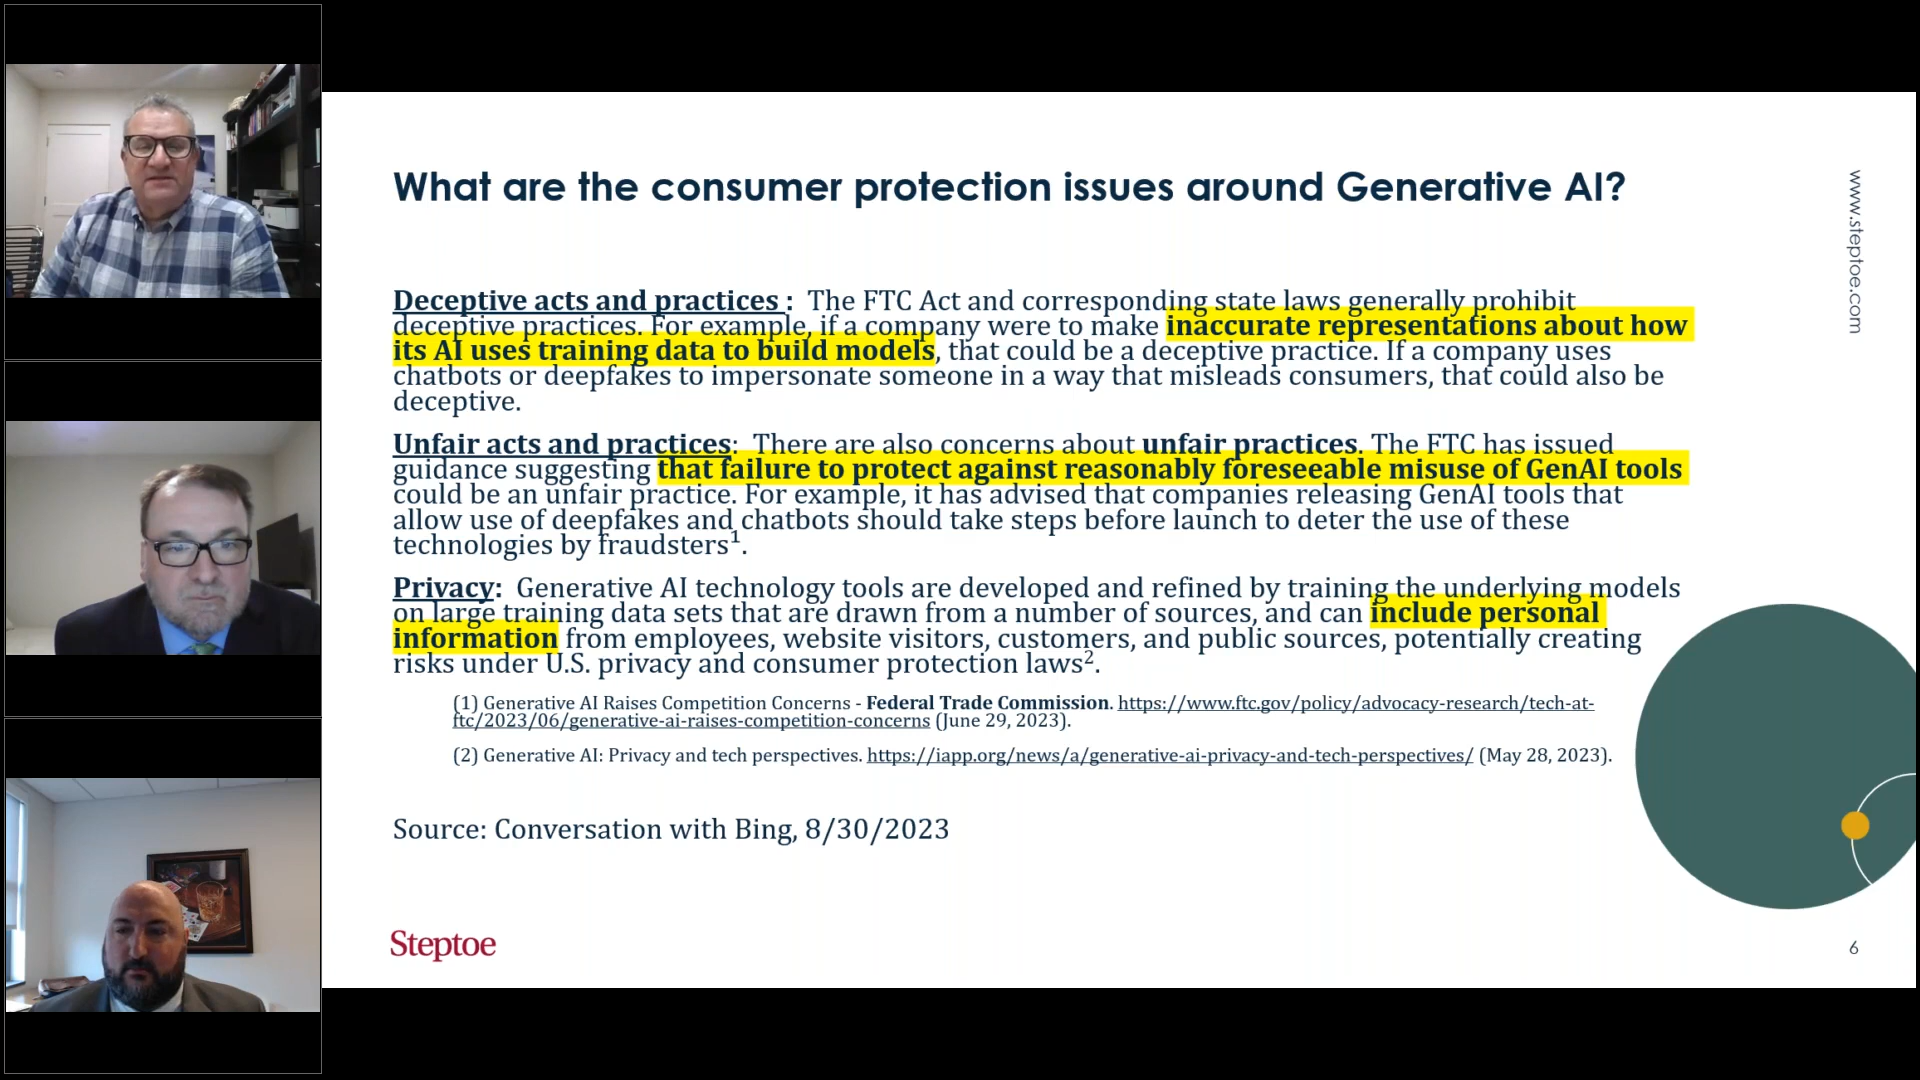 What are the consumer protection issues around Generative AI?
www.steptoe.com
Deceptive acts and practices : The FTC Act and corresponding state laws generally prohibit
deceptive practices. For example, if a company were to make inaccurate representations about how
its AI uses training data to build models, that could be a deceptive practice. If a company uses
chatbots or deepfakes to impersonate someone in a way that misleads consumers, that could also be
deceptive.
Unfair acts and practices: There are also concerns about unfair practices. The FTC has issued
guidance suggesting that failure to protect against reasonably foreseeable misuse of GenAI tools
could be an unfair practice. For example, it has advised that companies releasing GenAI tools that
allow use of deepfakes and chatbots should take steps before launch to deter the use of these
technologies by fraudsters¹.
Privacy: Generative AI technology tools are developed and refined by training the underlying models
on large training data sets that are drawn from a number of sources, and can include personal
information from employees, website visitors, customers, and public sources, potentially creating
risks under U.S. privacy and consumer protection laws².
(1) Generative AI Raises Competition Concerns - Federal Trade Commission. https://www.ftc.gov/policy/advocacy-research/tech-at-
ftc/2023/06/generative-ai-raises-competition-concerns (June 29, 2023).
(2) Generative AI: Privacy and tech perspectives. https://iapp.org/news/a/generative-ai-privacy-and-tech-perspectives/ (May 28, 2023).
Source: Conversation with Bing, 8/30/2023
Steptoe
6